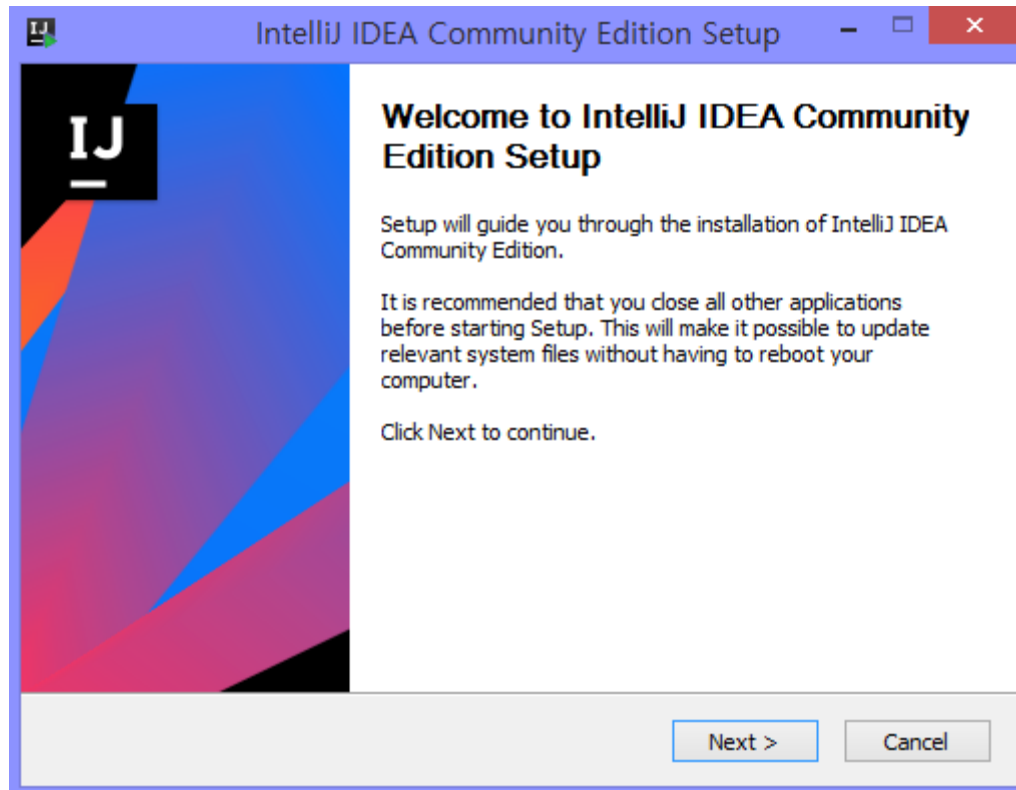 IntelliJ IDEA Community Edition Setup
IJ
Welcome to IntelliJ IDEA Community
Edition Setup
Setup will guide you through the installation of IntelliJ IDEA
Community Edition.
It is recommended that you close all other applications
before starting Setup. This will make it possible to update
relevant system files without having to reboot your
computer.
Click Next to continue.
Next >
Cancel